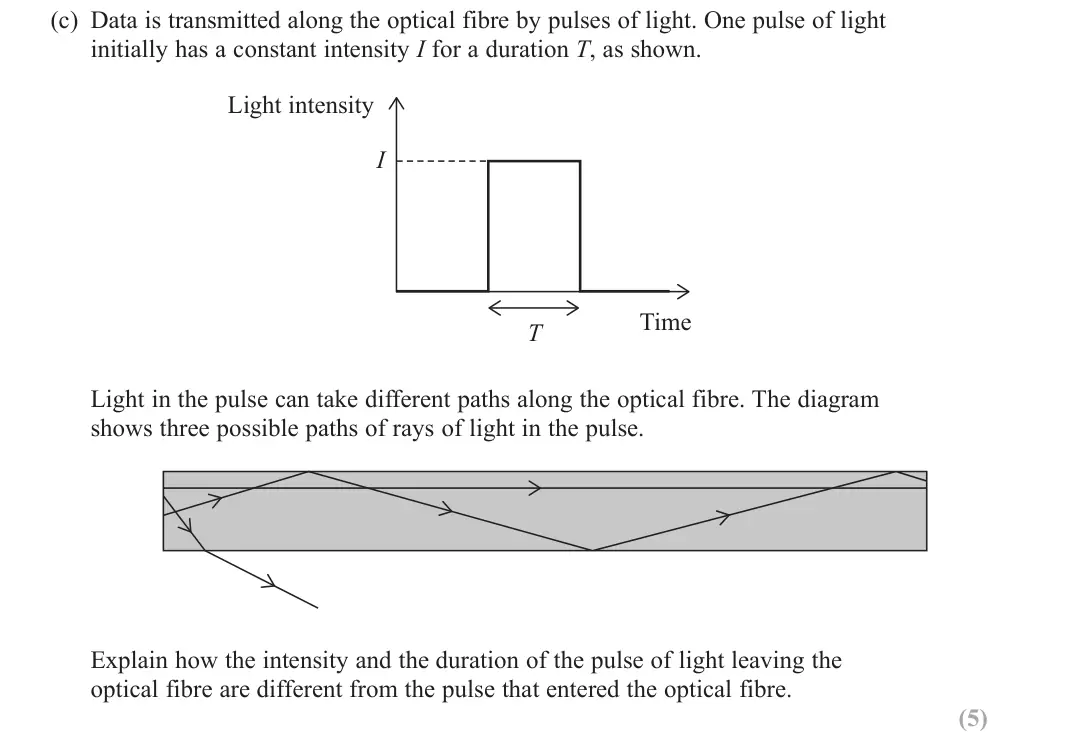 (c) Data is transmitted along the optical fibre by pulses of light. One pulse of light
initially has a constant intensity I for a duration T, as shown.
Light intensity
I
T
Time
Light in the pulse can take different paths along the optical fibre. The diagram
shows three possible paths of rays of light in the pulse.
Explain how the intensity and the duration of the pulse of light leaving the
optical fibre are different from the pulse that entered the optical fibre.
(5)